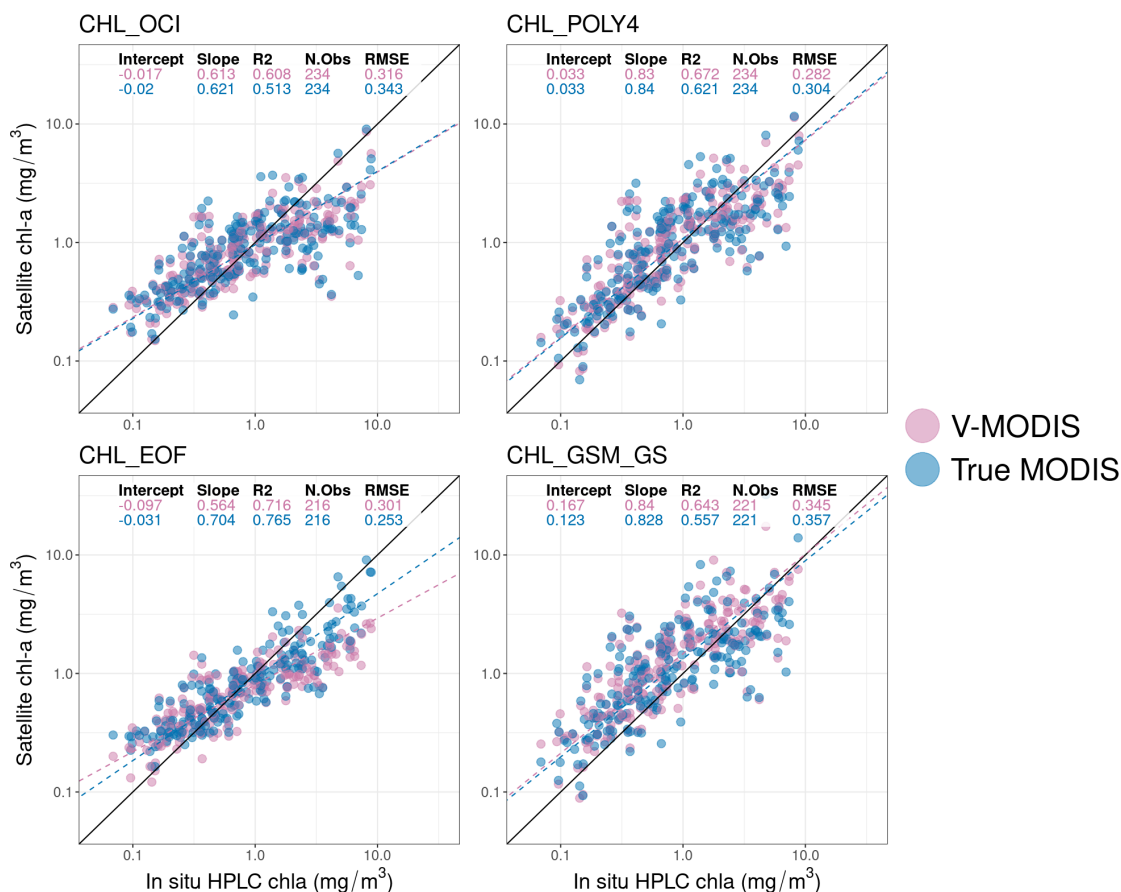 CHL_OCI
Intercept Slope R2 N.Obs RMSE
-0.017 0.613 0.608 234 0.316
-0.02 0.621 0.513 234 0.343
10.0
1.0
0.1
0.1 1.0 10.0
Satellite chl-a (mg/m³)
CHL_POLY4
Intercept Slope R2 N.Obs RMSE
0.033 0.83 0.672 234 0.282
0.033 0.84 0.621 234 0.304
10.0
1.0
0.1
0.1 1.0 10.0
CHL_EOF
Intercept Slope R2 N.Obs RMSE
-0.097 0.564 0.716 216 0.301
-0.031 0.704 0.765 216 0.253
10.0
1.0
0.1
0.1 1.0 10.0
Satellite chl-a (mg/m³)
In situ HPLC chla (mg/m³)
CHL_GSM_GS
Intercept Slope R2 N.Obs RMSE
0.167 0.84 0.643 221 0.345
0.123 0.828 0.557 221 0.357
10.0
1.0
0.1
0.1 1.0 10.0
In situ HPLC chla (mg/m³)
V-MODIS
True MODIS